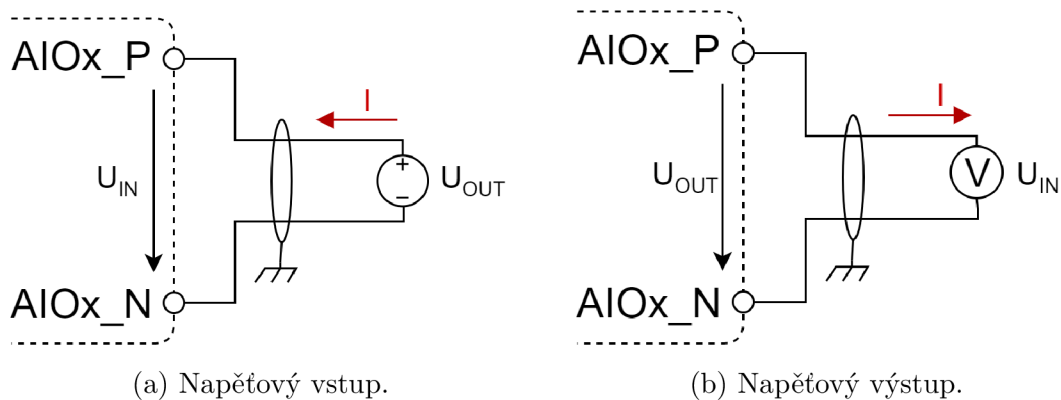 AIOx_P
I
U_IN
+
−
U_OUT
AIOx_N
(a) Napěťový vstup.
AIOx_P
I
U_OUT
V
U_IN
AIOx_N
(b) Napěťový výstup.